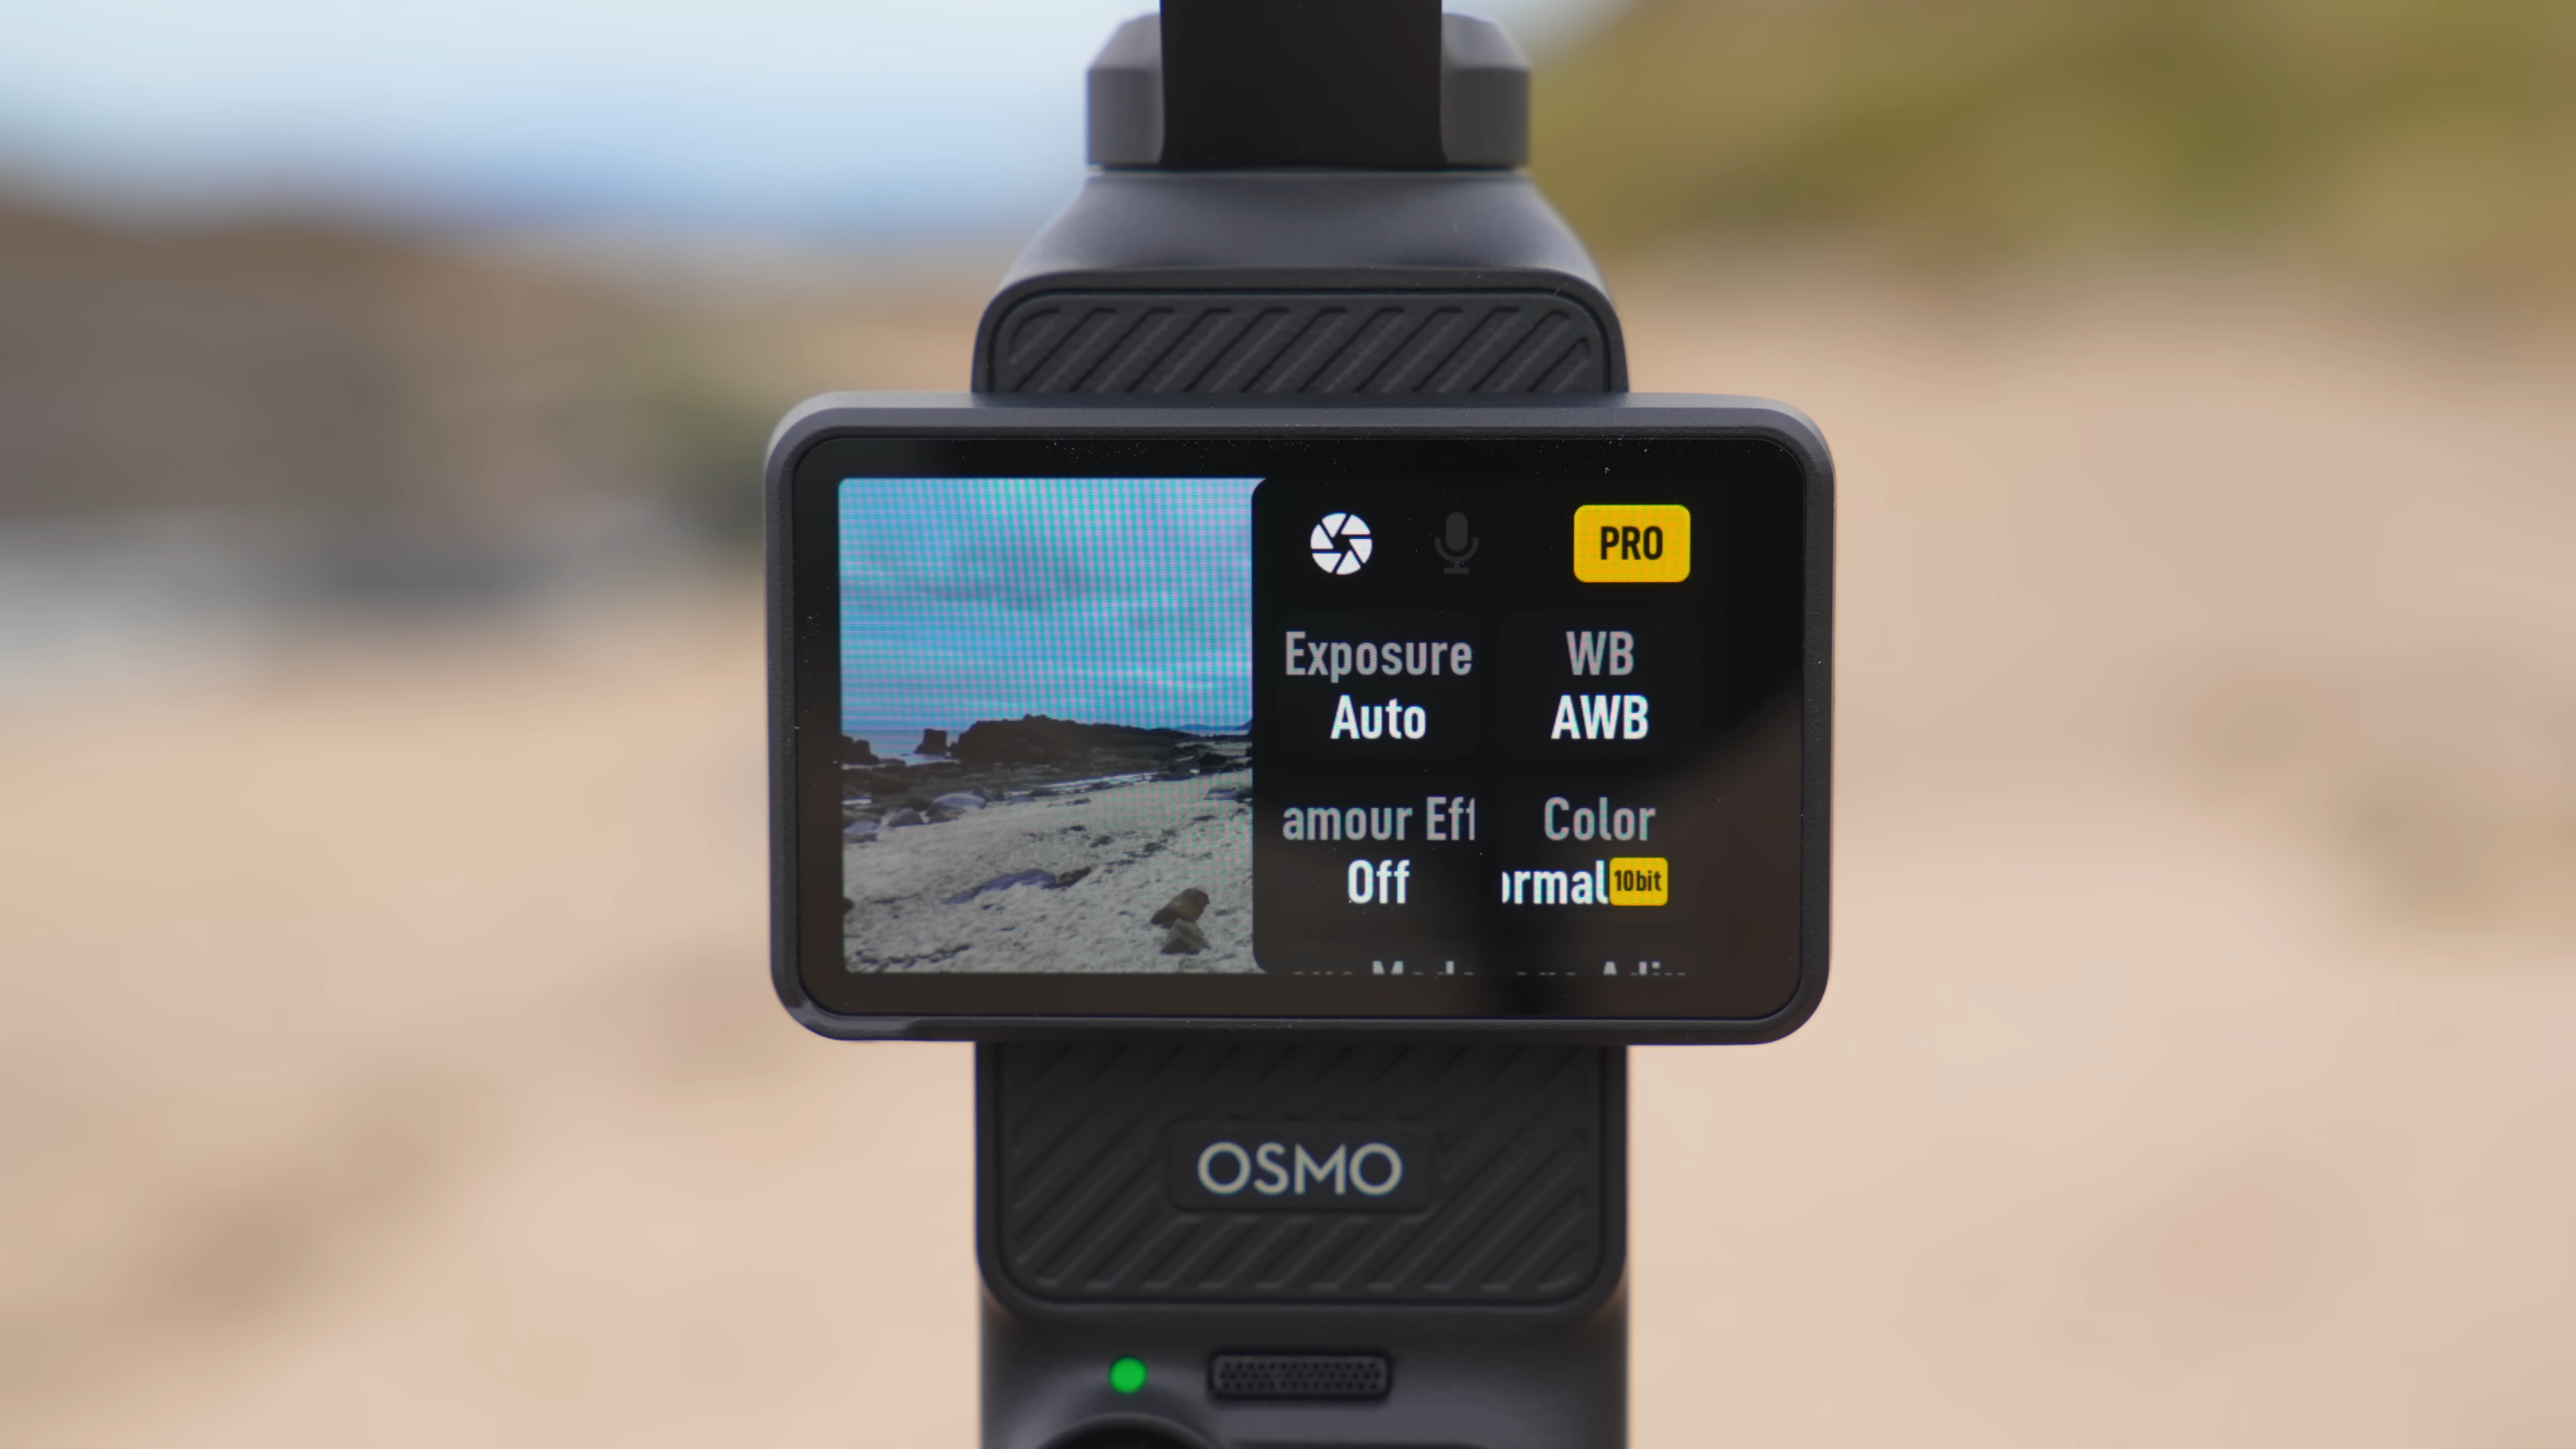 PRO
Exposure
WB
Auto
AWB
amour Eff
Color
Off
ormal 10bit
OSMO